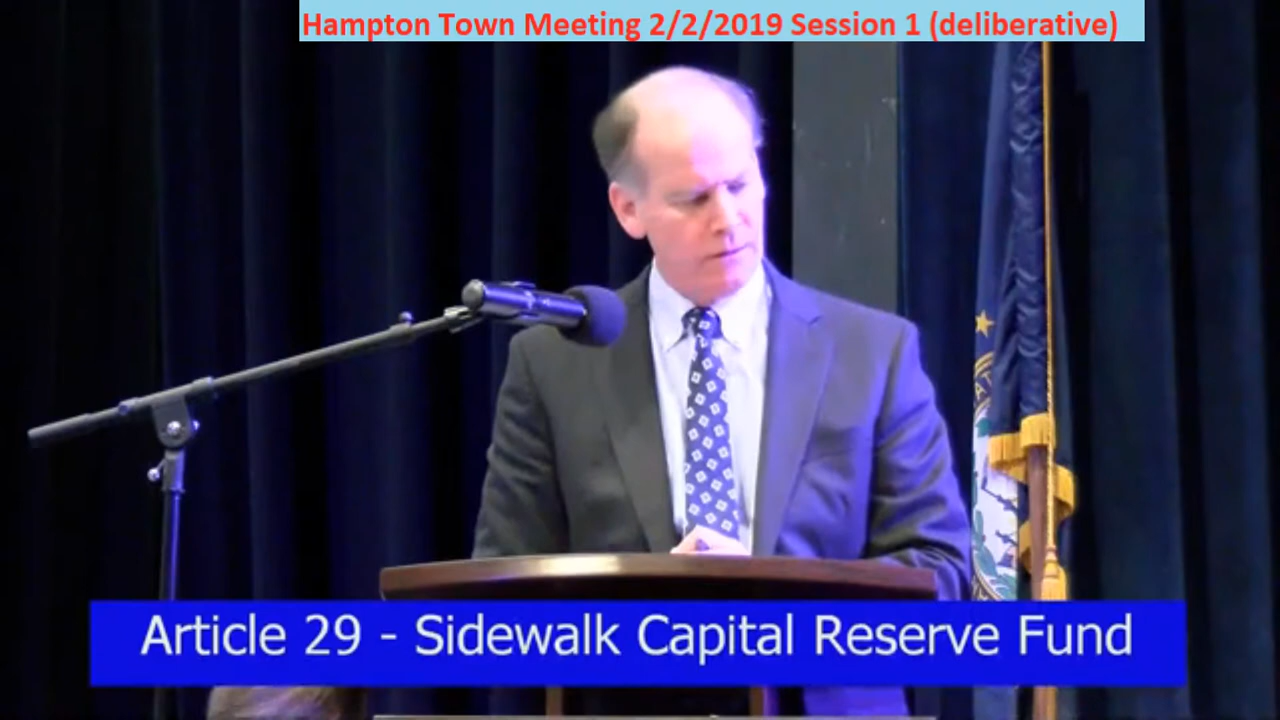 Hampton Town Meeting 2/2/2019 Session 1 (deliberative)
Article 29 - Sidewalk Capital Reserve Fund